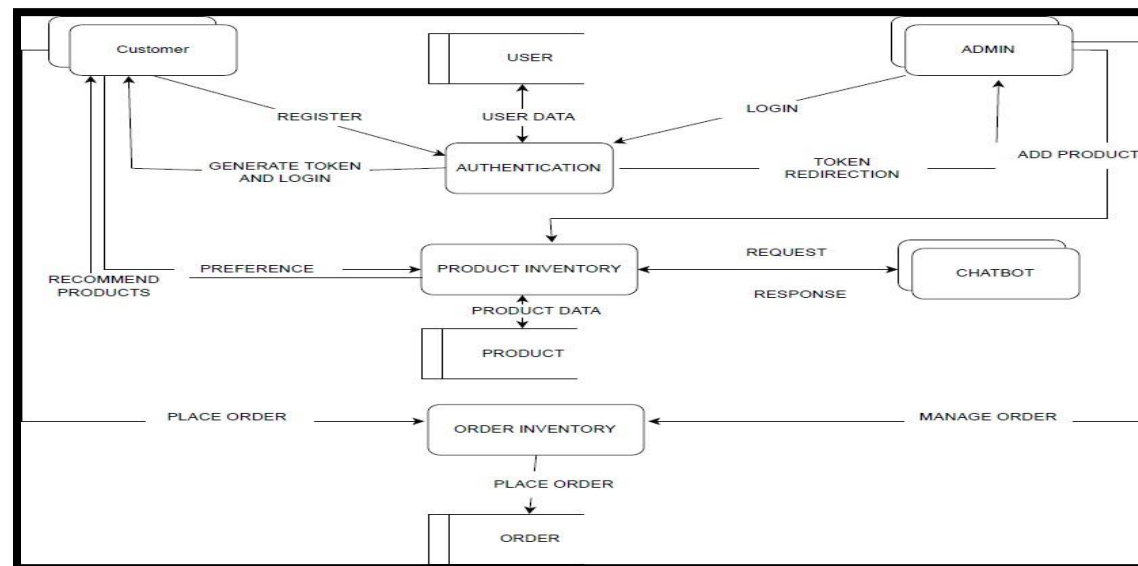 Customer
USER
ADMIN
REGISTER
USER DATA
LOGIN
GENERATE TOKEN
AND LOGIN
AUTHENTICATION
TOKEN
REDIRECTION
ADD PRODUCT
RECOMMEND
PRODUCTS
PREFERENCE
PRODUCT INVENTORY
REQUEST
RESPONSE
CHATBOT
PRODUCT DATA
PRODUCT
PLACE ORDER
ORDER INVENTORY
MANAGE ORDER
PLACE ORDER
ORDER